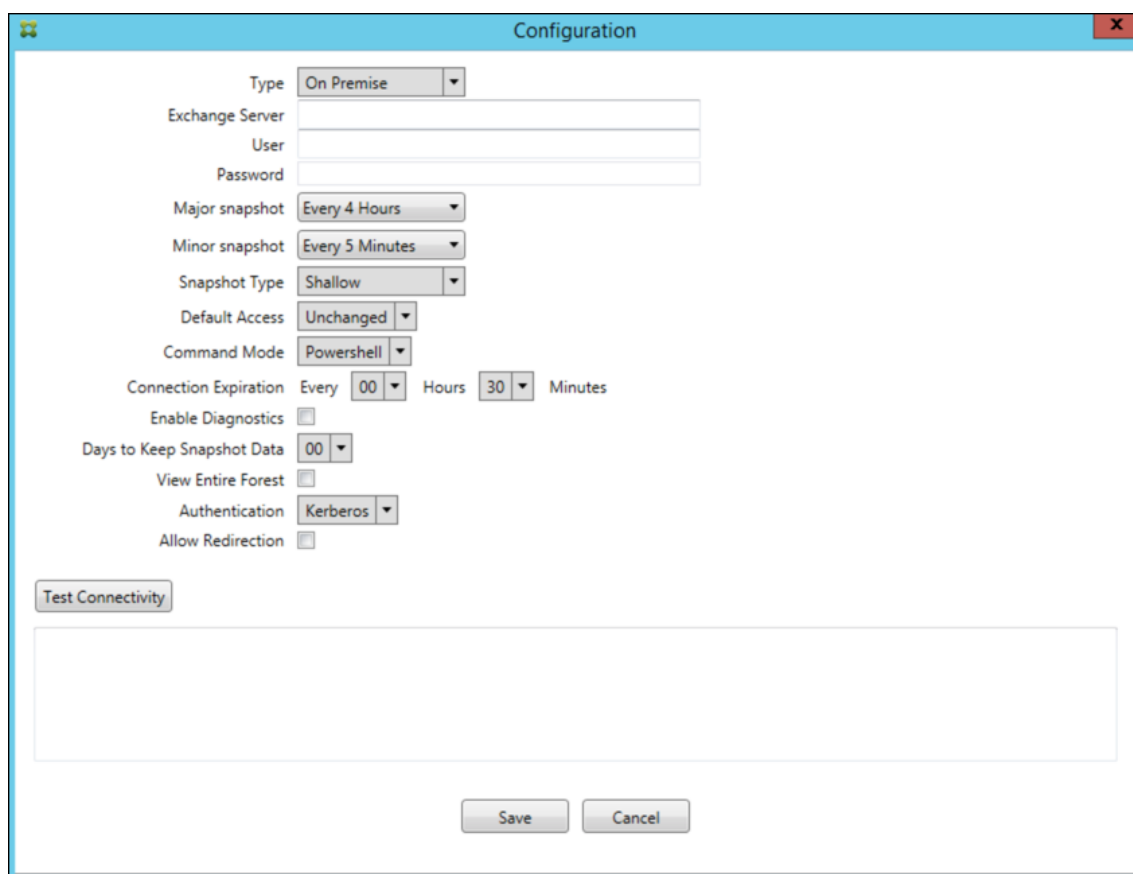 Configuration
x
Type On Premise
Exchange Server
User
Password
Major snapshot Every 4 Hours
Minor snapshot Every 5 Minutes
Snapshot Type Shallow
Default Access Unchanged
Command Mode Powershell
Connection Expiration Every 00 Hours 30 Minutes
Enable Diagnostics
Days to Keep Snapshot Data 00
View Entire Forest
Authentication Kerberos
Allow Redirection
Test Connectivity
Save Cancel